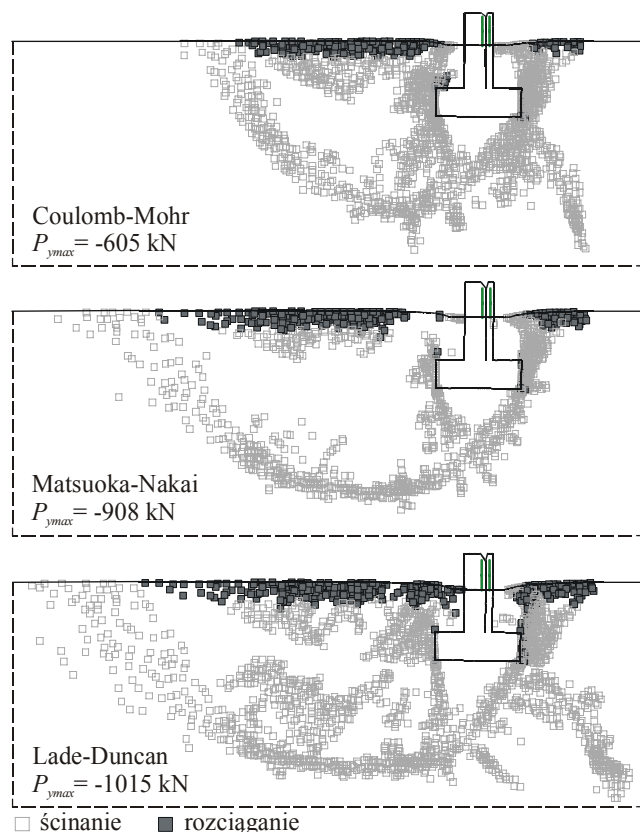 Coulomb-Mohr
Pymax= -605 kN
Matsuoka-Nakai
Pymax= -908 kN
Lade-Duncan
Pymax= -1015 kN
ścinanie rozciąganie